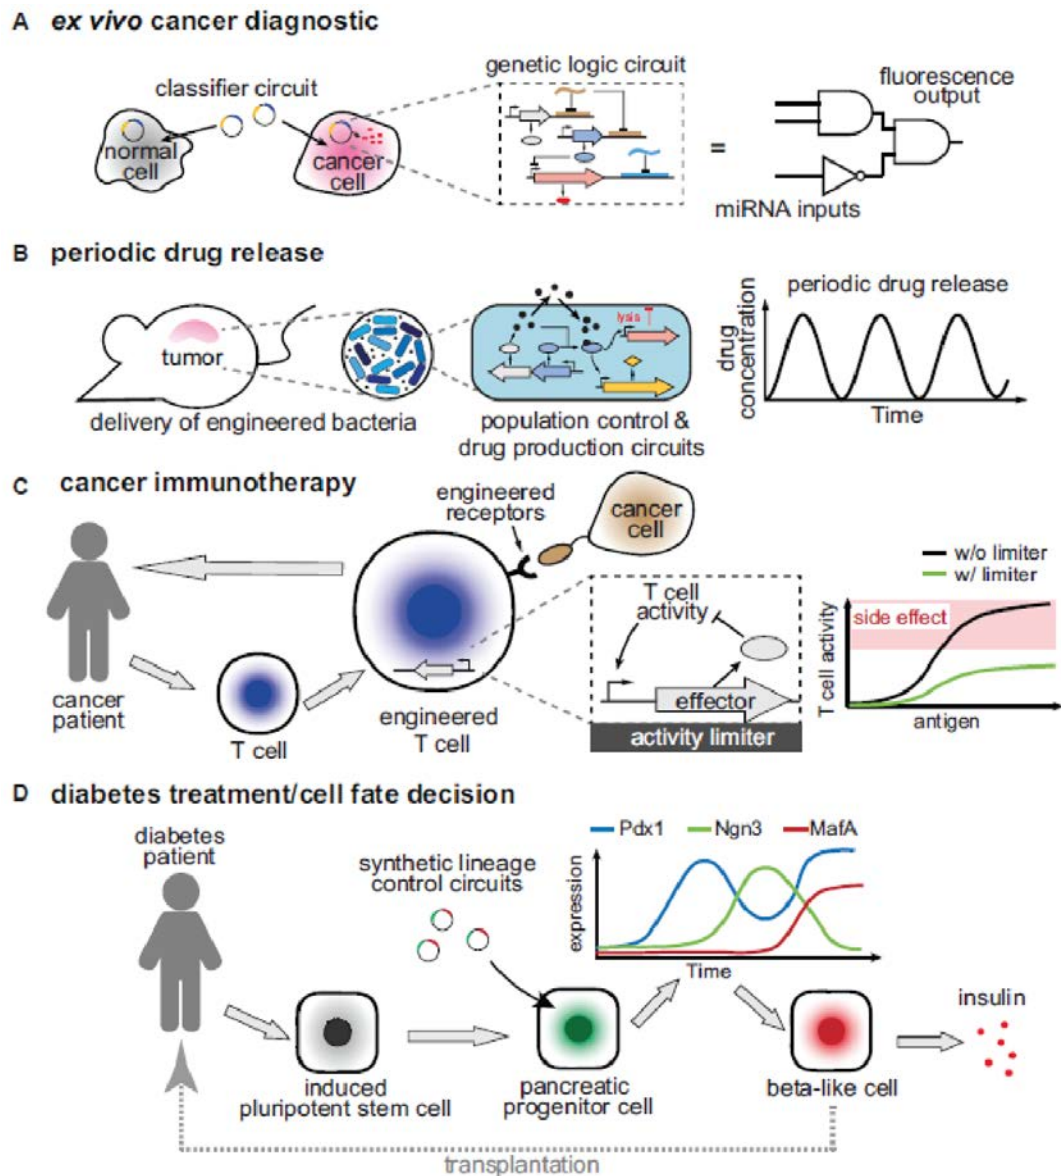 A ex vivo cancer diagnostic
classifier circuit
normal
cell
cancer
cell
genetic logic circuit
=
fluorescence
output
miRNA inputs
B periodic drug release
tumor
delivery of engineered bacteria
lysis
population control &
drug production circuits
periodic drug release
drug
concentration
Time
C cancer immunotherapy
cancer
patient
T cell
engineered
T cell
engineered
receptors
cancer
cell
T cell
activity
effector
activity limiter
w/o limiter
w/ limiter
side effect
T cell activity
antigen
D diabetes treatment/cell fate decision
diabetes
patient
synthetic lineage
control circuits
Pdx1 Ngn3 MafA
expression
Time
induced
pluripotent stem cell
pancreatic
progenitor cell
beta-like cell
insulin
transplantation